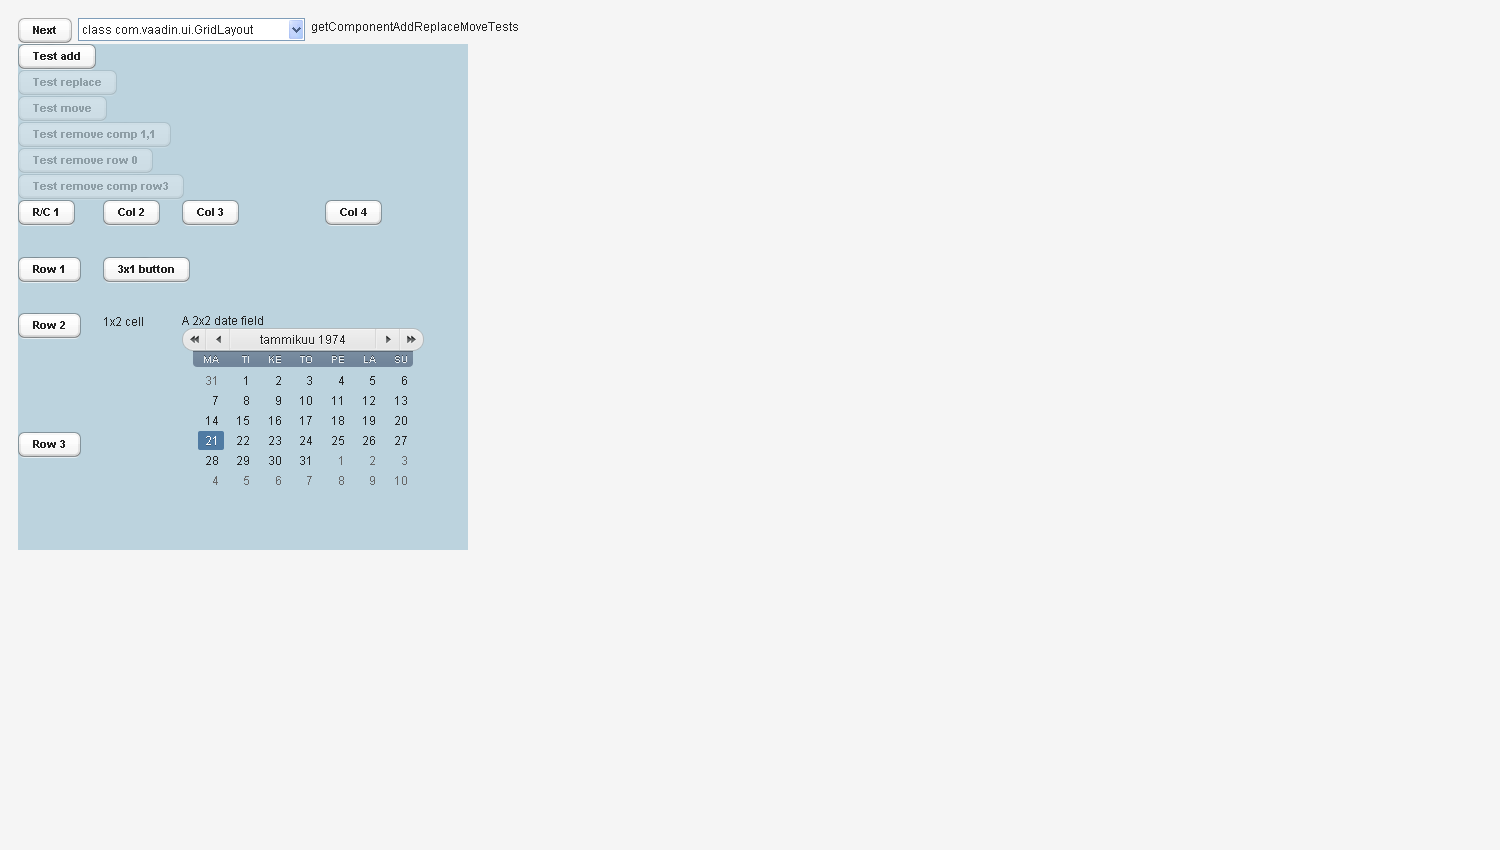 Next class com.vaadin.ui.GridLayout getComponentAddReplaceMoveTests
Test add
Test replace
Test move
Test remove comp 1,1
Test remove row 0
Test remove comp row3
R/C 1 Col 2 Col 3 Col 4
Row 1 3x1 button
Row 2 1x2 cell A 2x2 date field
tammikuu 1974
MA TI KE TO PE LA SU
31 1 2 3 4 5 6
7 8 9 10 11 12 13
14 15 16 17 18 19 20
Row 3 21 22 23 24 25 26 27
28 29 30 31 1 2 3
4 5 6 7 8 9 10